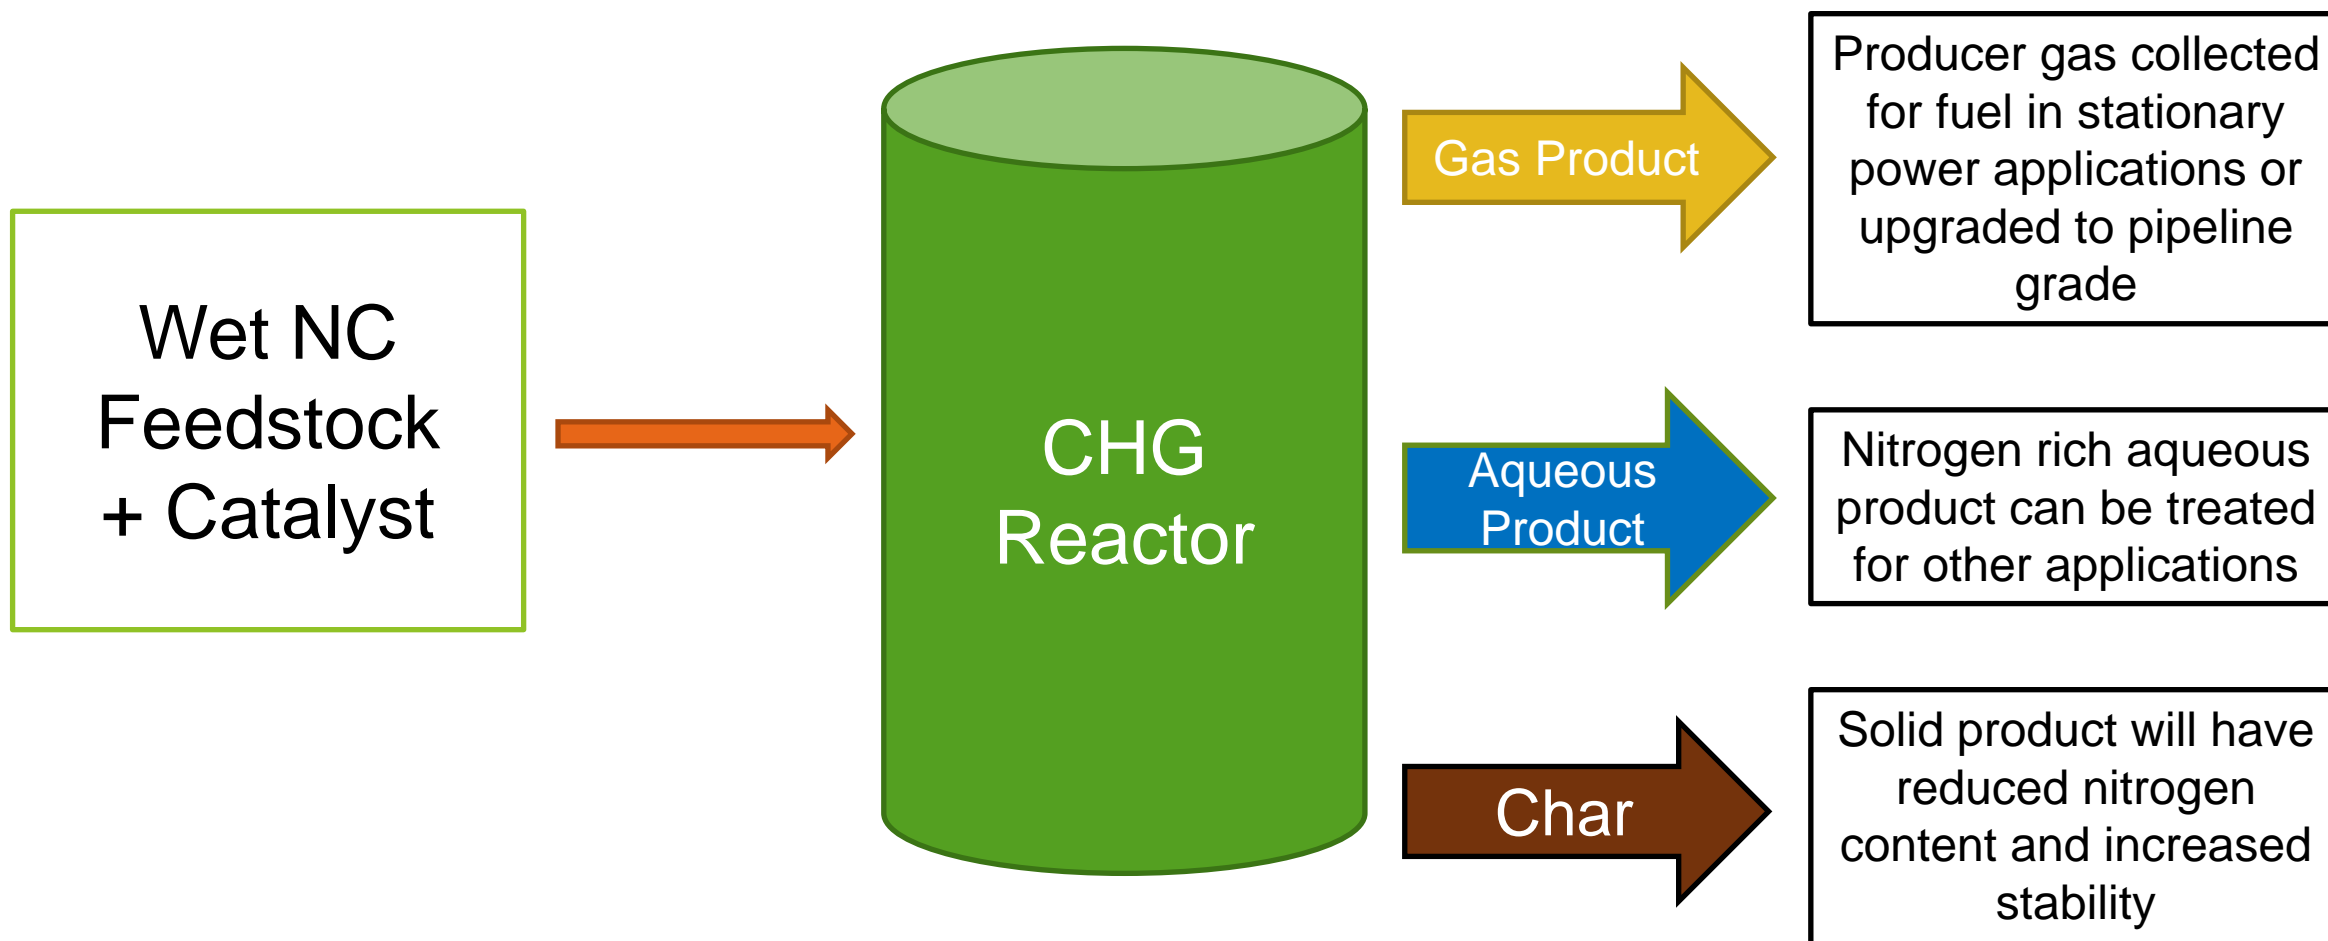 Wet NC
Feedstock
+ Catalyst
CHG
Reactor
Gas Product
Producer gas collected
for fuel in stationary
power applications or
upgraded to pipeline
grade
Aqueous
Product
Nitrogen rich aqueous
product can be treated
for other applications
Char
Solid product will have
reduced nitrogen
content and increased
stability